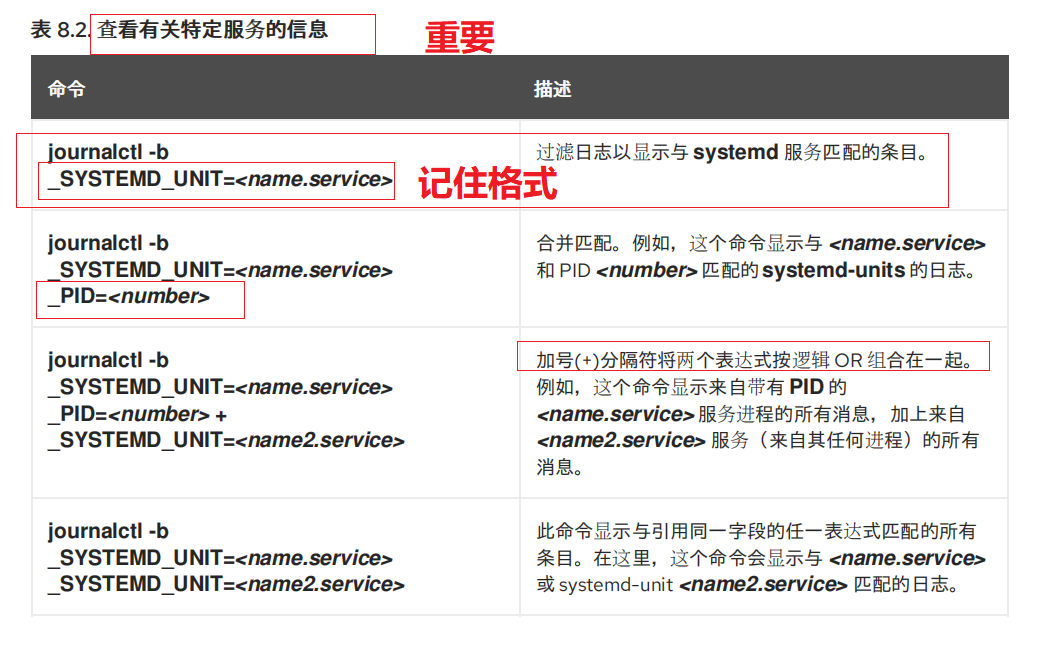 表 8.2. 查看有关特定服务的信息
重要
命令
描述
journalctl -b
_SYSTEMD_UNIT=<name.service>
过滤日志以显示与 systemd 服务匹配的条目。
记住格式
journalctl -b
_SYSTEMD_UNIT=<name.service>
_PID=<number>
合并匹配。例如，这个命令显示与 <name.service>
和 PID <number> 匹配的 systemd-units 的日志。
journalctl -b
_SYSTEMD_UNIT=<name.service>
_PID=<number> +
_SYSTEMD_UNIT=<name2.service>
加号(+)分隔符将两个表达式按逻辑 OR 组合在一起。
例如，这个命令显示来自带有 PID 的
<name.service> 服务进程的所有消息，加上来自
<name2.service> 服务（来自其任何进程）的所有
消息。
journalctl -b
_SYSTEMD_UNIT=<name.service>
_SYSTEMD_UNIT=<name2.service>
此命令显示与引用同一字段的任一表达式匹配的所有
条目。在这里，这个命令会显示与 <name.service>
或 systemd-unit <name2.service> 匹配的日志。